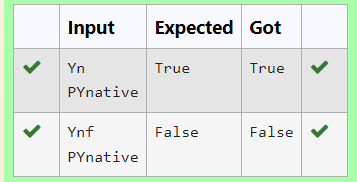 Input Expected Got
Yn True True
PYnative
Ynf False False
PYnative